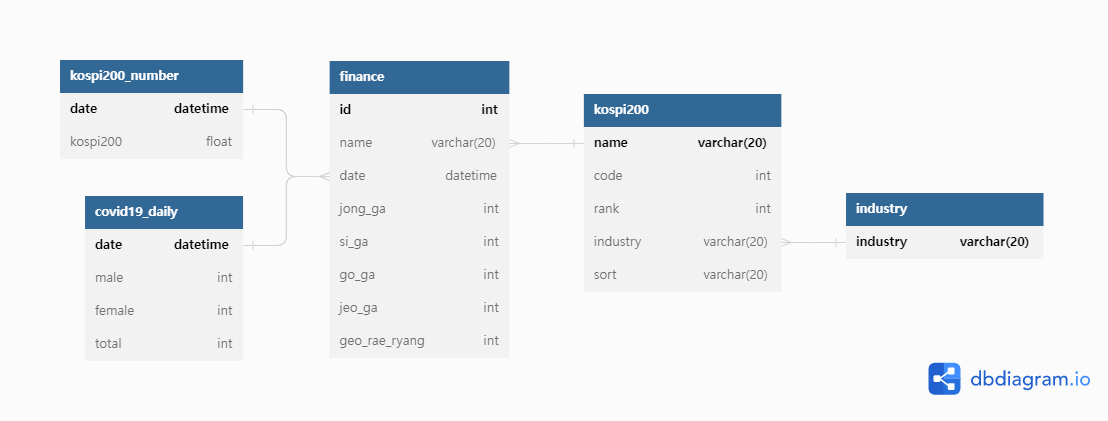 kospi200_number
date datetime
kospi200 float
covid19_daily
date datetime
male int
female int
total int
finance
id int
name varchar(20)
date datetime
jong_ga int
si_ga int
go_ga int
jeo_ga int
geo_rae_ryang int
kospi200
name varchar(20)
code int
rank int
industry varchar(20)
sort varchar(20)
industry
industry varchar(20)
dbdiagram.io